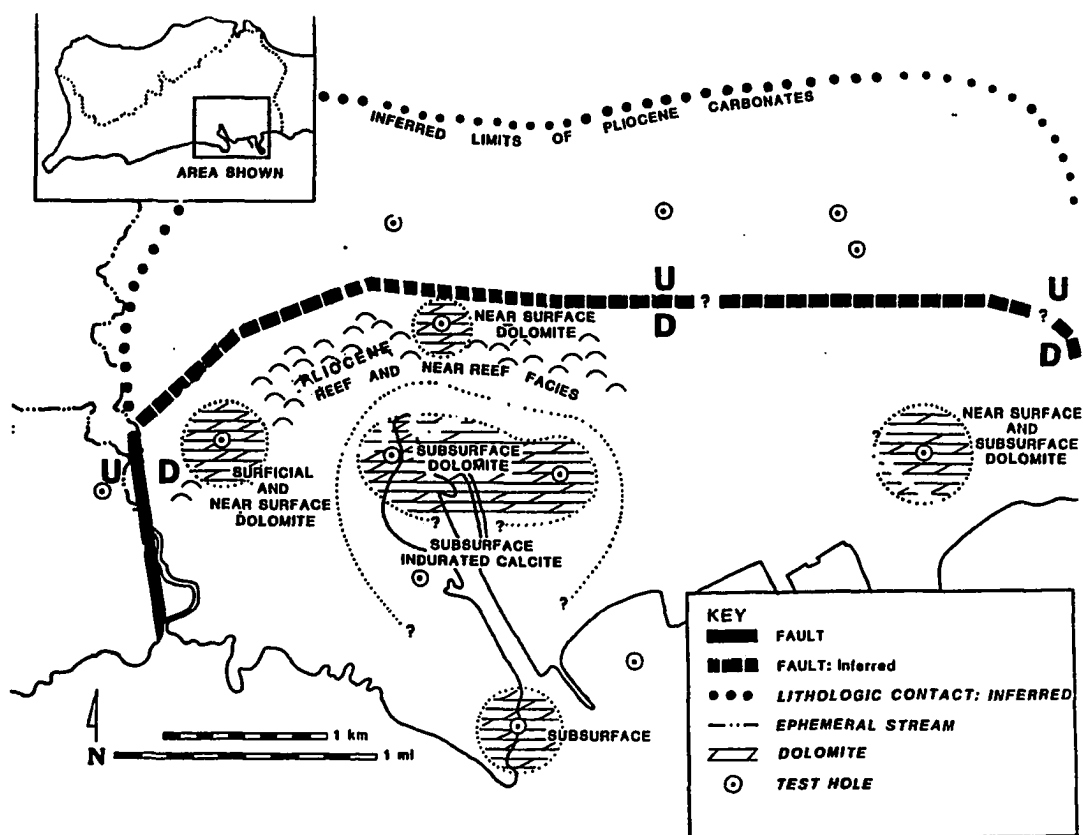 AREA SHOWN
INFERRED LIMITS OF PLIOCENE CARBONATES
U
D
?
U
?
D
NEAR SURFACE
DOLOMITE
PLIOCENE
REEF AND NEAR REEF FACIES
U D
SURFICIAL
AND
NEAR SURFACE
DOLOMITE
SUBSURFACE
DOLOMITE
NEAR SURFACE
AND
SUBSURFACE
DOLOMITE
? ?
SUBSURFACE
INDURATED CALCITE
?
?
SUBSURFACE
N
1 km
1 mi
KEY
FAULT
FAULT: Inferred
LITHOLOGIC CONTACT: INFERRED
EPHEMERAL STREAM
DOLOMITE
TEST HOLE